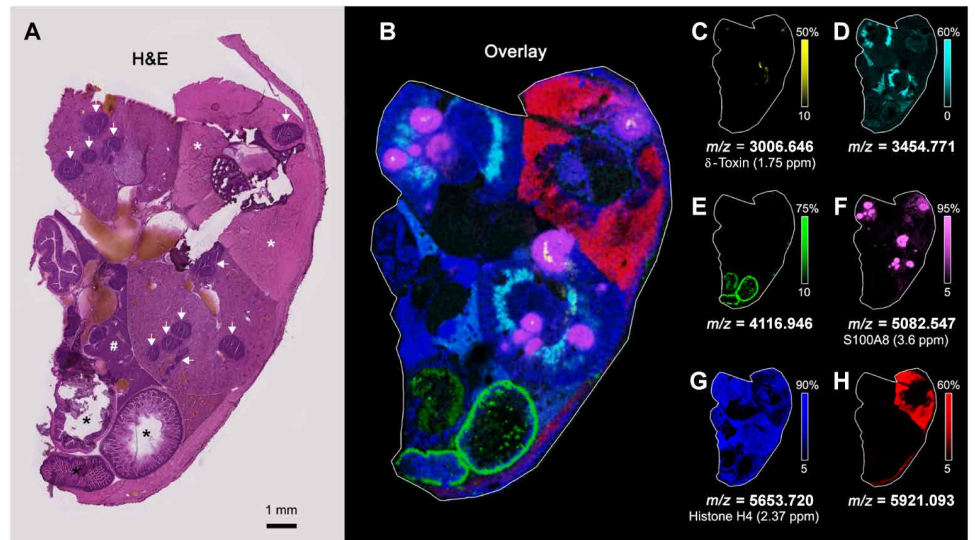 A
H&E
*
*
#
*
*
*
1 mm
B
Overlay
C
50%
10
m/z = 3006.646
δ-Toxin (1.75 ppm)
D
60%
0
m/z = 3454.771
E
75%
10
m/z = 4116.946
F
95%
5
m/z = 5082.547
S100A8 (3.6 ppm)
G
90%
5
m/z = 5653.720
Histone H4 (2.37 ppm)
H
60%
5
m/z = 5921.093